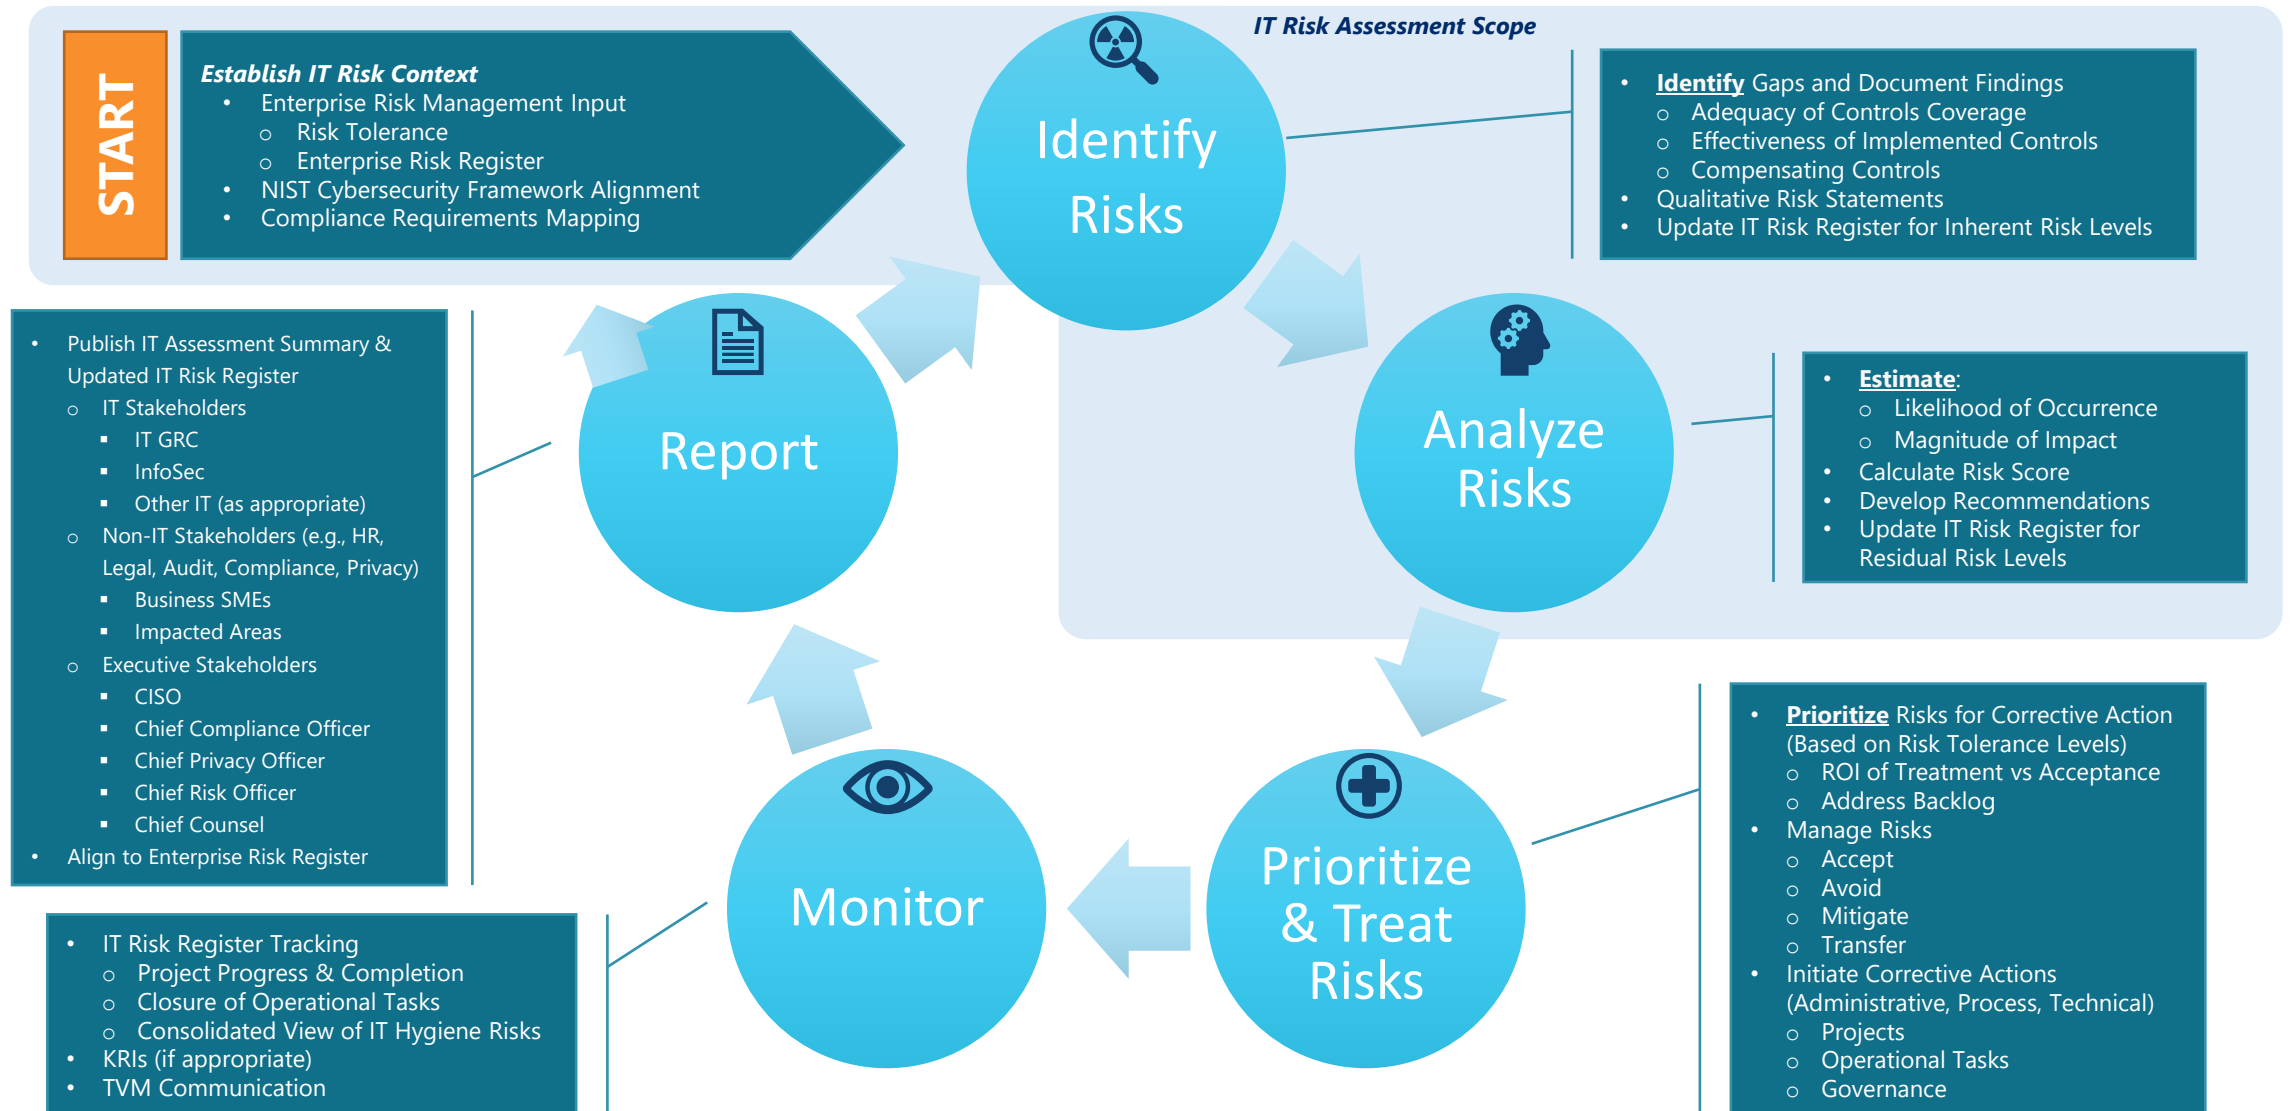 IT Risk Assessment Scope
START
Establish IT Risk Context
• Enterprise Risk Management Input
o Risk Tolerance
o Enterprise Risk Register
• NIST Cybersecurity Framework Alignment
• Compliance Requirements Mapping
Identify
Risks
• Identify Gaps and Document Findings
o Adequacy of Controls Coverage
o Effectiveness of Implemented Controls
o Compensating Controls
• Qualitative Risk Statements
• Update IT Risk Register for Inherent Risk Levels
Analyze
Risks
• Estimate:
o Likelihood of Occurrence
o Magnitude of Impact
• Calculate Risk Score
• Develop Recommendations
• Update IT Risk Register for
Residual Risk Levels
Prioritize
& Treat
Risks
• Prioritize Risks for Corrective Action
(Based on Risk Tolerance Levels)
o ROI of Treatment vs Acceptance
o Address Backlog
• Manage Risks
o Accept
o Avoid
o Mitigate
o Transfer
• Initiate Corrective Actions
(Administrative, Process, Technical)
o Projects
o Operational Tasks
o Governance
Monitor
• IT Risk Register Tracking
o Project Progress & Completion
o Closure of Operational Tasks
o Consolidated View of IT Hygiene Risks
• KRIs (if appropriate)
• TVM Communication
Report
• Publish IT Assessment Summary &
Updated IT Risk Register
o IT Stakeholders
▪ IT GRC
▪ InfoSec
▪ Other IT (as appropriate)
o Non-IT Stakeholders (e.g., HR,
Legal, Audit, Compliance, Privacy)
▪ Business SMEs
▪ Impacted Areas
o Executive Stakeholders
▪ CISO
▪ Chief Compliance Officer
▪ Chief Privacy Officer
▪ Chief Risk Officer
▪ Chief Counsel
• Align to Enterprise Risk Register